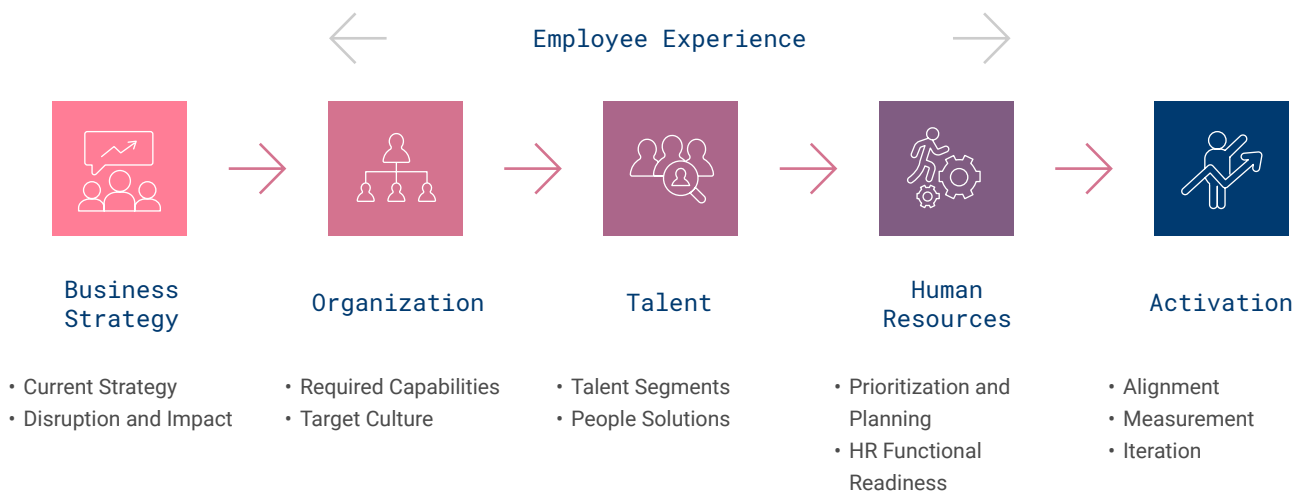 Employee Experience
Business
Strategy
• Current Strategy
• Disruption and Impact
Organization
• Required Capabilities
• Target Culture
Talent
• Talent Segments
• People Solutions
Human
Resources
• Prioritization and
Planning
• HR Functional
Readiness
Activation
• Alignment
• Measurement
• Iteration